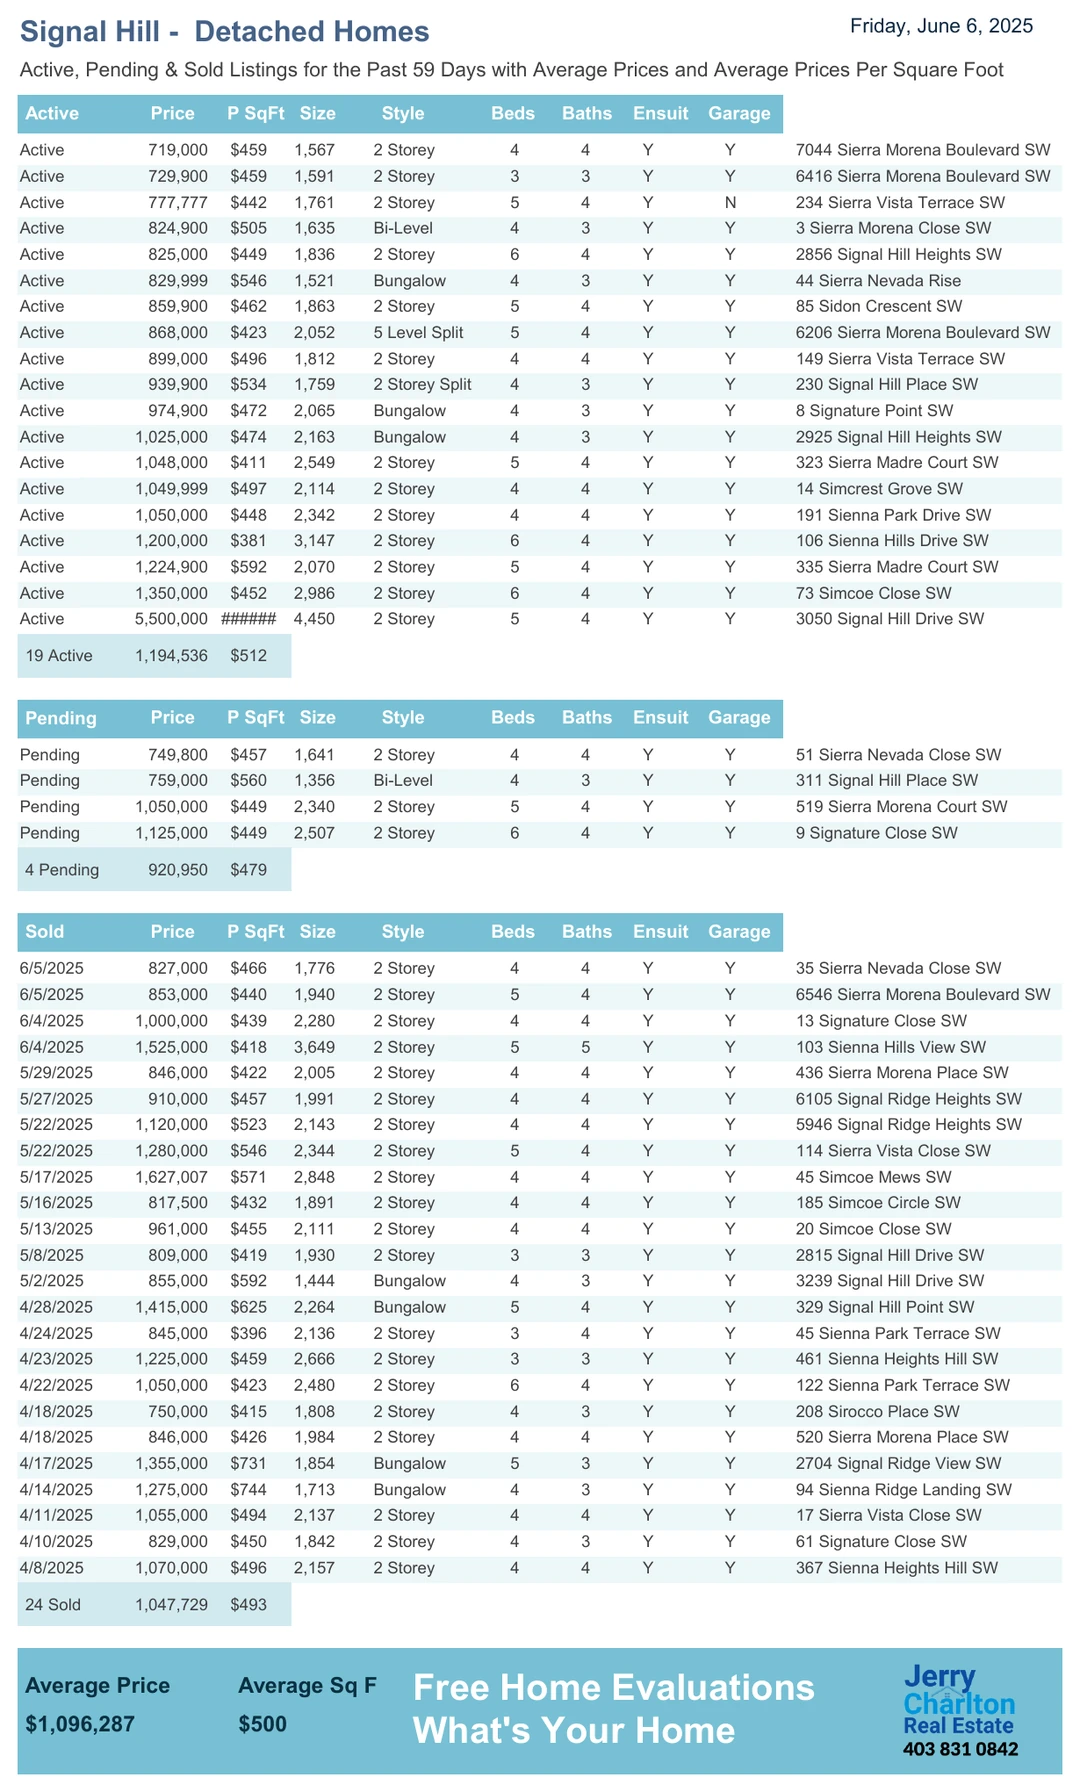 Signal Hill - Detached Homes
Friday, June 6, 2025
Active, Pending & Sold Listings for the Past 59 Days with Average Prices and Average Prices Per Square Foot
Active Price P SqFt Size Style Beds Baths Ensuit Garage
Active 719,000 $459 1,567 2 Storey 4 4 Y Y 7044 Sierra Morena Boulevard SW
Active 729,900 $459 1,591 2 Storey 3 3 Y Y 6416 Sierra Morena Boulevard SW
Active 777,777 $442 1,761 2 Storey 5 4 Y N 234 Sierra Vista Terrace SW
Active 824,900 $505 1,635 Bi-Level 4 3 Y Y 3 Sierra Morena Close SW
Active 825,000 $449 1,836 2 Storey 6 4 Y Y 2856 Signal Hill Heights SW
Active 829,999 $546 1,521 Bungalow 4 3 Y Y 44 Sierra Nevada Rise
Active 859,900 $462 1,863 2 Storey 5 4 Y Y 85 Sidon Crescent SW
Active 868,000 $423 2,052 5 Level Split 5 4 Y Y 6206 Sierra Morena Boulevard SW
Active 899,000 $496 1,812 2 Storey 4 4 Y Y 149 Sierra Vista Terrace SW
Active 939,900 $534 1,759 2 Storey Split 4 3 Y Y 230 Signal Hill Place SW
Active 974,900 $472 2,065 Bungalow 4 3 Y Y 8 Signature Point SW
Active 1,025,000 $474 2,163 Bungalow 4 3 Y Y 2925 Signal Hill Heights SW
Active 1,048,000 $411 2,549 2 Storey 5 4 Y Y 323 Sierra Madre Court SW
Active 1,049,999 $497 2,114 2 Storey 4 4 Y Y 14 Simcrest Grove SW
Active 1,050,000 $448 2,342 2 Storey 4 4 Y Y 191 Sienna Park Drive SW
Active 1,200,000 $381 3,147 2 Storey 6 4 Y Y 106 Sienna Hills Drive SW
Active 1,224,900 $592 2,070 2 Storey 5 4 Y Y 335 Sierra Madre Court SW
Active 1,350,000 $452 2,986 2 Storey 6 4 Y Y 73 Simcoe Close SW
Active 5,500,000 ###### 4,450 2 Storey 5 4 Y Y 3050 Signal Hill Drive SW
19 Active 1,194,536 $512
Pending Price P SqFt Size Style Beds Baths Ensuit Garage
Pending 749,800 $457 1,641 2 Storey 4 4 Y Y 51 Sierra Nevada Close SW
Pending 759,000 $560 1,356 Bi-Level 4 3 Y Y 311 Signal Hill Place SW
Pending 1,050,000 $449 2,340 2 Storey 5 4 Y Y 519 Sierra Morena Court SW
Pending 1,125,000 $449 2,507 2 Storey 6 4 Y Y 9 Signature Close SW
4 Pending 920,950 $479
Sold Price P SqFt Size Style Beds Baths Ensuit Garage
6/5/2025 827,000 $466 1,776 2 Storey 4 4 Y Y 35 Sierra Nevada Close SW
6/5/2025 853,000 $440 1,940 2 Storey 5 4 Y Y 6546 Sierra Morena Boulevard SW
6/4/2025 1,000,000 $439 2,280 2 Storey 4 4 Y Y 13 Signature Close SW
6/4/2025 1,525,000 $418 3,649 2 Storey 5 5 Y Y 103 Sienna Hills View SW
5/29/2025 846,000 $422 2,005 2 Storey 4 4 Y Y 436 Sierra Morena Place SW
5/27/2025 910,000 $457 1,991 2 Storey 4 4 Y Y 6105 Signal Ridge Heights SW
5/22/2025 1,120,000 $523 2,143 2 Storey 4 4 Y Y 5946 Signal Ridge Heights SW
5/22/2025 1,280,000 $546 2,344 2 Storey 5 4 Y Y 114 Sierra Vista Close SW
5/17/2025 1,627,007 $571 2,848 2 Storey 4 4 Y Y 45 Simcoe Mews SW
5/16/2025 817,500 $432 1,891 2 Storey 4 4 Y Y 185 Simcoe Circle SW
5/13/2025 961,000 $455 2,111 2 Storey 4 4 Y Y 20 Simcoe Close SW
5/8/2025 809,000 $419 1,930 2 Storey 3 3 Y Y 2815 Signal Hill Drive SW
5/2/2025 855,000 $592 1,444 Bungalow 4 3 Y Y 3239 Signal Hill Drive SW
4/28/2025 1,415,000 $625 2,264 Bungalow 5 4 Y Y 329 Signal Hill Point SW
4/24/2025 845,000 $396 2,136 2 Storey 3 4 Y Y 45 Sienna Park Terrace SW
4/23/2025 1,225,000 $459 2,666 2 Storey 3 3 Y Y 461 Sienna Heights Hill SW
4/22/2025 1,050,000 $423 2,480 2 Storey 6 4 Y Y 122 Sienna Park Terrace SW
4/18/2025 750,000 $415 1,808 2 Storey 4 3 Y Y 208 Sirocco Place SW
4/18/2025 846,000 $426 1,984 2 Storey 4 4 Y Y 520 Sierra Morena Place SW
4/17/2025 1,355,000 $731 1,854 Bungalow 5 3 Y Y 2704 Signal Ridge View SW
4/14/2025 1,275,000 $744 1,713 Bungalow 4 3 Y Y 94 Sienna Ridge Landing SW
4/11/2025 1,055,000 $494 2,137 2 Storey 4 4 Y Y 17 Sierra Vista Close SW
4/10/2025 829,000 $450 1,842 2 Storey 4 3 Y Y 61 Signature Close SW
4/8/2025 1,070,000 $496 2,157 2 Storey 4 4 Y Y 367 Sienna Heights Hill SW
24 Sold 1,047,729 $493
Average Price Average Sq F
$1,096,287 $500
Free Home Evaluations
What's Your Home
Jerry
Charlton
Real Estate
403 831 0842